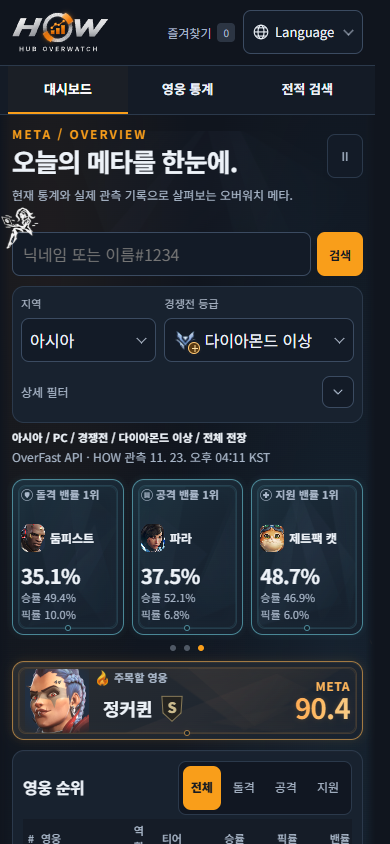 HOW
HUB OVERWATCH
즐겨찾기 0
Language
대시보드 영웅 통계 전적 검색
META / OVERVIEW
오늘의 메타를 한눈에.
현재 통계와 실제 관측 기록으로 살펴보는 오버워치 메타.
닉네임 또는 이름#1234 검색
지역 경쟁전 등급
아시아 다이아몬드 이상
상세 필터
아시아 / PC / 경쟁전 / 다이아몬드 이상 / 전체 전장
OverFast API · HOW 관측 11. 23. 오후 04:11 KST
돌격 밴률 1위
둠피스트
35.1%
승률 49.4%
픽률 10.0%
공격 밴률 1위
파라
37.5%
승률 52.1%
픽률 6.8%
지원 밴률 1위
제트팩 캣
48.7%
승률 46.9%
픽률 6.0%
주목할 영웅
정커퀸 S
META
90.4
영웅 순위
전체 돌격 공격 지원
# 영웅 역 티어 승률 픽률 밴률